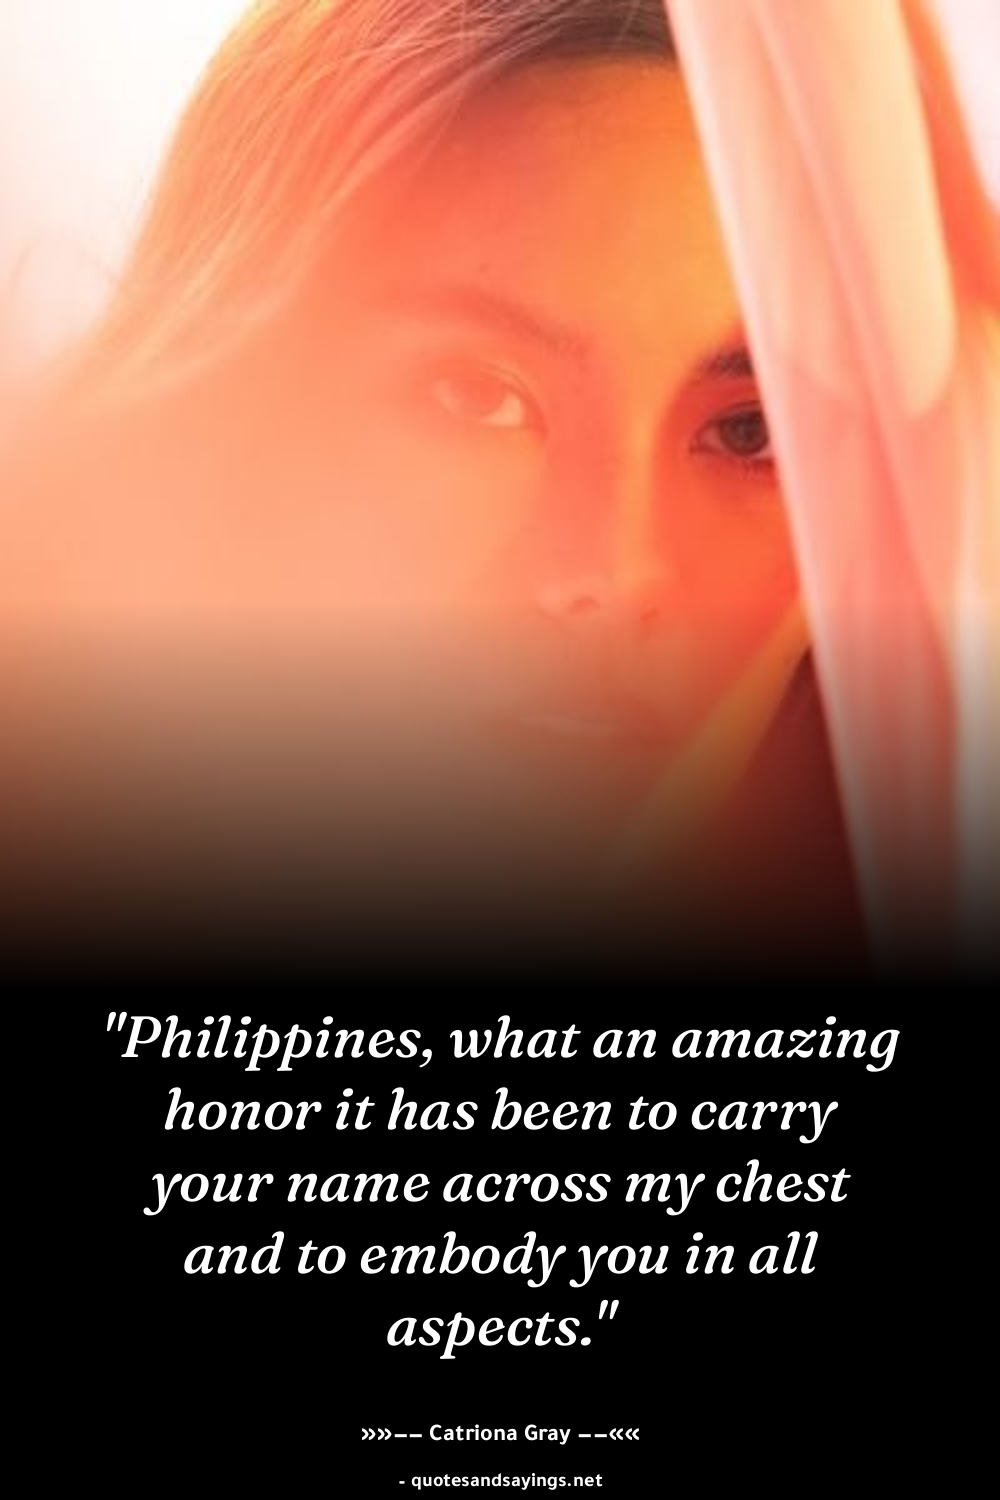 "Philippines, what an amazing
honor it has been to carry
your name across my chest
and to embody you in all
aspects."
»»−− Catriona Gray −−««
- quotesandsayings.net